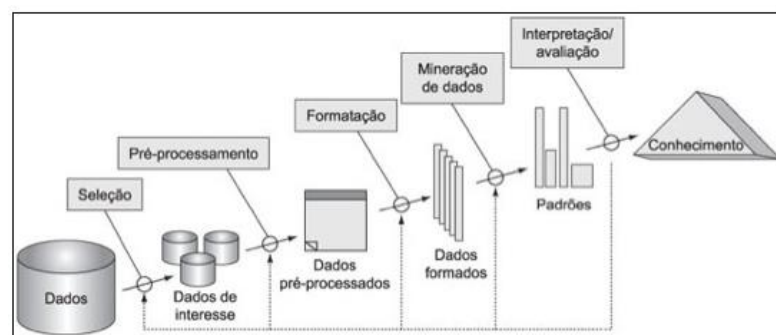 Interpretação/
avaliação
Mineração
de dados
Formatação
Pré-processamento
Seleção
Conhecimento
Padrões
Dados
formados
Dados
pré-processados
Dados de
interesse
Dados